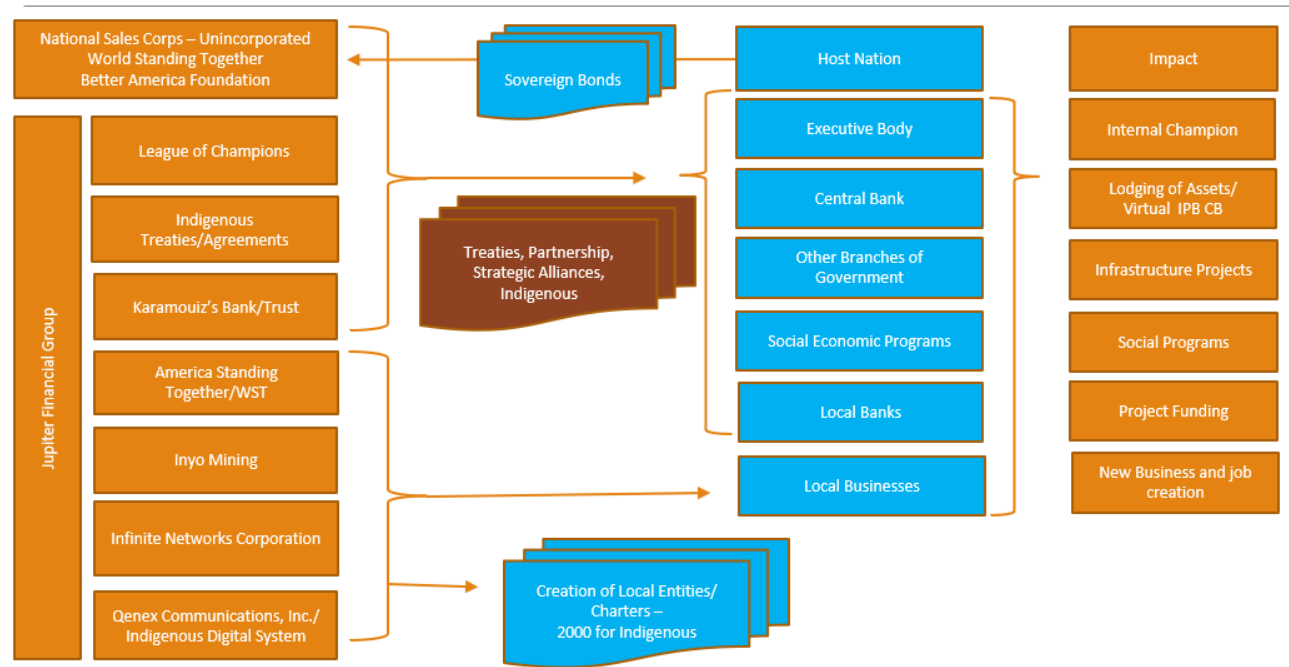 National Sales Corps – Unincorporated
World Standing Together
Better America Foundation
Sovereign Bonds
Host Nation
Impact
Jupiter Financial Group
League of Champions
Indigenous
Treaties/Agreements
Karamouiz's Bank/Trust
America Standing
Together/WST
Inyo Mining
Infinite Networks Corporation
Qenex Communications, Inc./
Indigenous Digital System
Treaties, Partnership,
Strategic Alliances,
Indigenous
Creation of Local Entities/
Charters –
2000 for Indigenous
Executive Body
Central Bank
Other Branches of
Government
Social Economic Programs
Local Banks
Local Businesses
Internal Champion
Lodging of Assets/
Virtual IPB CB
Infrastructure Projects
Social Programs
Project Funding
New Business and job
creation